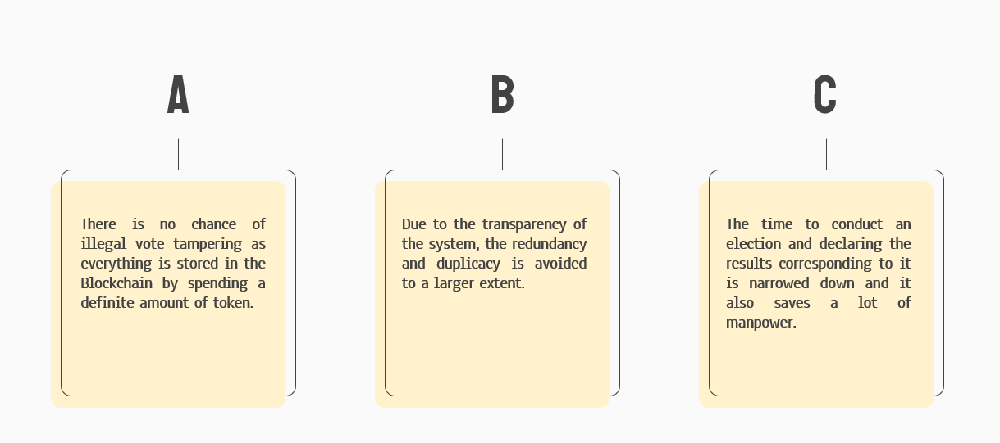 A
There is no chance of
illegal vote tampering as
everything is stored in the
Blockchain by spending a
definite amount of token.
B
Due to the transparency of
the system, the redundancy
and duplicacy is avoided
to a larger extent.
C
The time to conduct an
election and declaring the
results corresponding to it
is narrowed down and it
also saves a lot of
manpower.